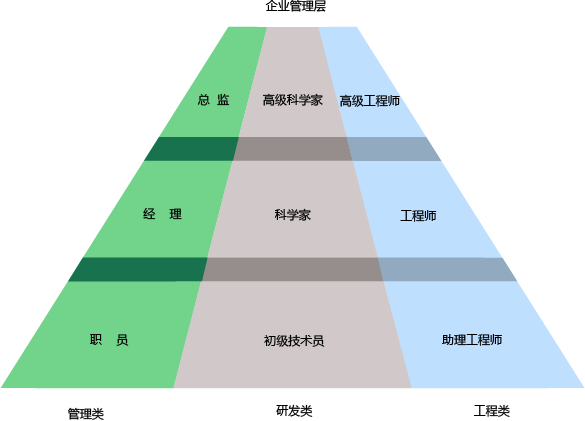 企业管理层
总 监 高级科学家 高级工程师
经 理 科学家 工程师
职 员 初级技术员 助理工程师
管理类 研发类 工程类